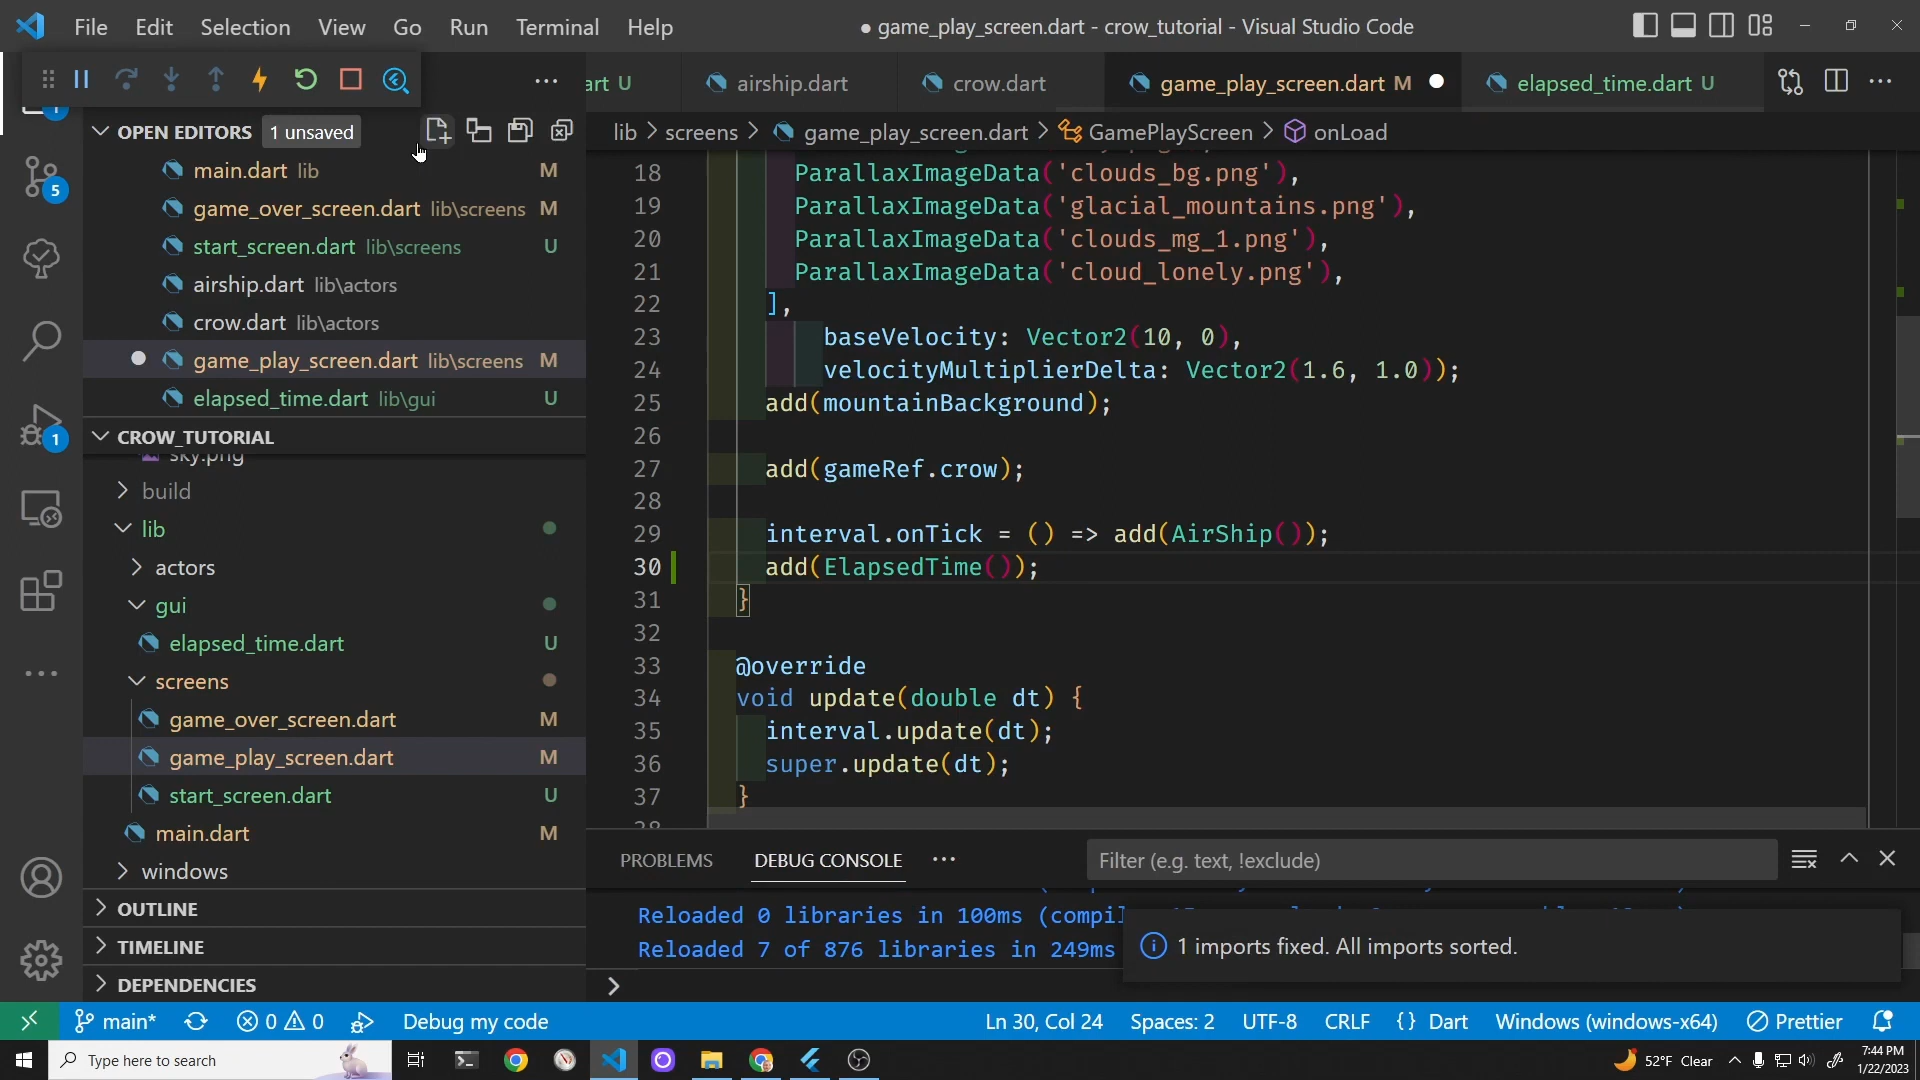 File Edit Selection View Go Run Terminal Help
● game_play_screen.dart - crow_tutorial - Visual Studio Code
art U
airship.dart
crow.dart
game_play_screen.dart M
elapsed_time.dart U
1
OPEN EDITORS 1 unsaved
lib > screens > game_play_screen.dart > GamePlayScreen > onLoad
main.dart lib M
game_over_screen.dart lib\screens M
start_screen.dart lib\screens U
airship.dart lib\actors
crow.dart lib\actors
game_play_screen.dart lib\screens M
elapsed_time.dart lib\gui U
5
1
CROW_TUTORIAL
sky.png
build
lib
actors
gui
elapsed_time.dart U
screens
game_over_screen.dart M
game_play_screen.dart M
start_screen.dart U
main.dart M
windows
OUTLINE
TIMELINE
DEPENDENCIES
18 ParallaxImageData('clouds_bg.png'),
19 ParallaxImageData('glacial_mountains.png'),
20 ParallaxImageData('clouds_mg_1.png'),
21 ParallaxImageData('cloud_lonely.png'),
22 ],
23 baseVelocity: Vector2(10, 0),
24 velocityMultiplierDelta: Vector2(1.6, 1.0));
25 add(mountainBackground);
26
27 add(gameRef.crow);
28
29 interval.onTick = () => add(AirShip());
30 add(ElapsedTime());
31 }
32
33 @override
34 void update(double dt) {
35 interval.update(dt);
36 super.update(dt);
37 }
38
PROBLEMS DEBUG CONSOLE
Filter (e.g. text, !exclude)
Reloaded 0 libraries in 100ms (compil
Reloaded 7 of 876 libraries in 249ms
1 imports fixed. All imports sorted.
main* 0 0 Debug my code
Ln 30, Col 24 Spaces: 2 UTF-8 CRLF {} Dart Windows (windows-x64) Prettier
Type here to search
52°F Clear
7:44 PM
1/22/2023